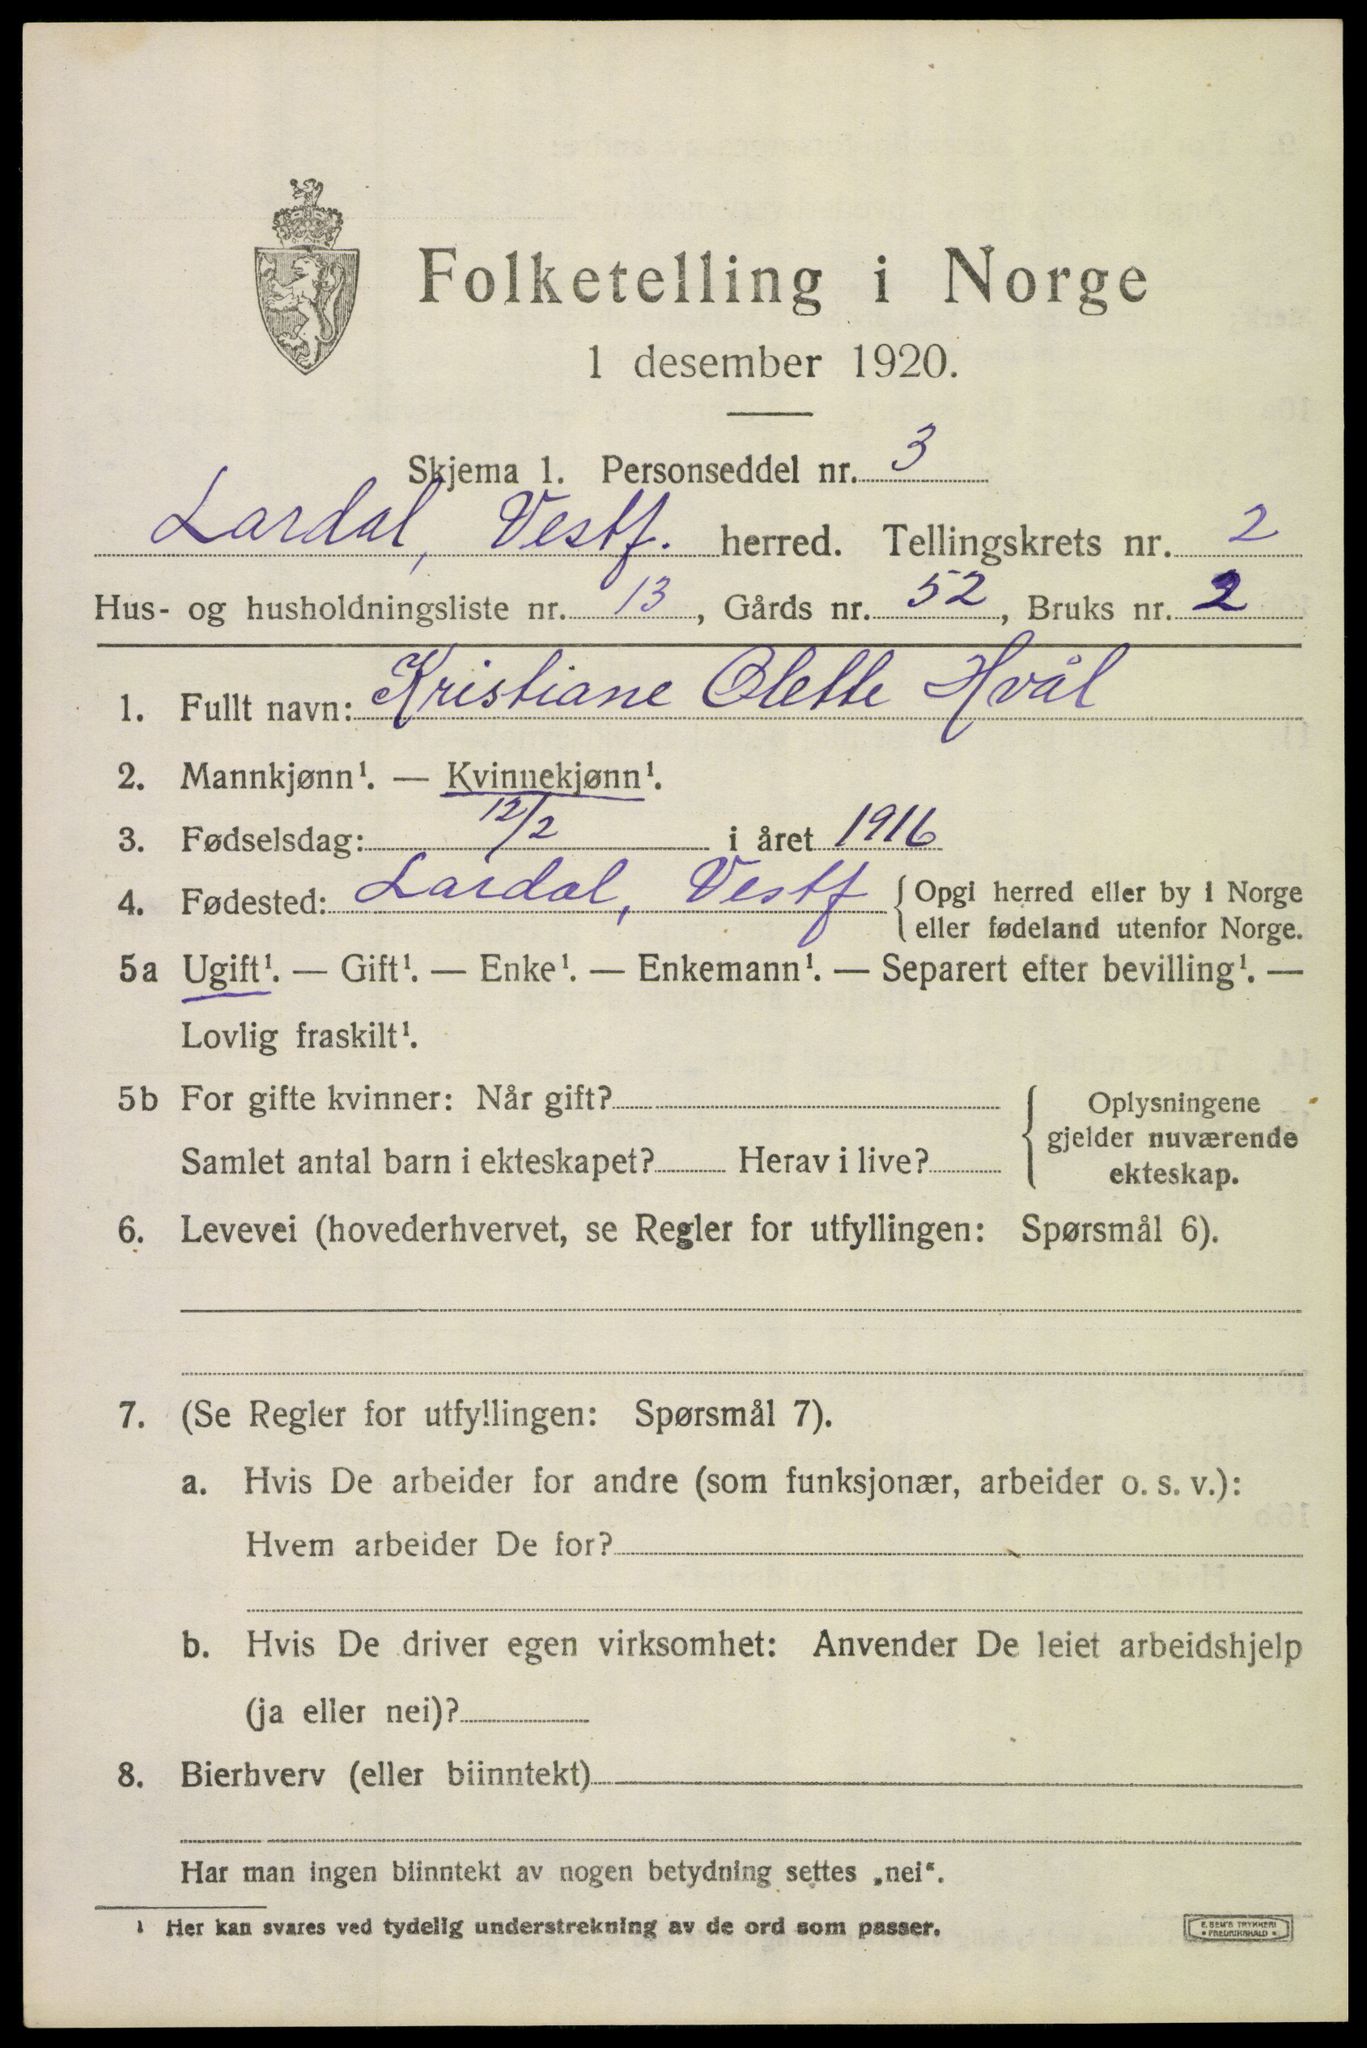 Folketelling i Norge
1 desember 1920.
Skjema 1. Personseddel nr. 3
Lardal, Vestf. herred. Tellingskrets nr. 2
Hus- og husholdningsliste nr. 13, Gårds nr. 52, Bruks nr. 2
1. Fullt navn: Kristiane Olette Hvål
2. Mannkjønn¹. — Kvinnekjønn¹.
3. Fødselsdag: 12/2 i året 1916
4. Fødested: Lardal, Vestf { Opgi herred eller by i Norge
eller fødeland utenfor Norge.
5a Ugift¹. — Gift¹. — Enke¹. — Enkemann¹. — Separert efter bevilling¹. —
Lovlig fraskilt¹.
5b For gifte kvinner: Når gift?
Samlet antal barn i ekteskapet? Herav i live?
{ Oplysningene
gjelder nuværende
ekteskap.
6. Levevei (hovederhvervet, se Regler for utfyllingen: Spørsmål 6).
7. (Se Regler for utfyllingen: Spørsmål 7).
a. Hvis De arbeider for andre (som funksjonær, arbeider o. s. v.):
Hvem arbeider De for?
b. Hvis De driver egen virksomhet: Anvender De leiet arbeidshjelp
(ja eller nei)?
8. Bierhverv (eller biinntekt)
Har man ingen biinntekt av nogen betydning settes „nei“.
¹ Her kan svares ved tydelig understrekning av de ord som passer.
E. SEM'S TRYKKERI
• FREDRIKSHALD •